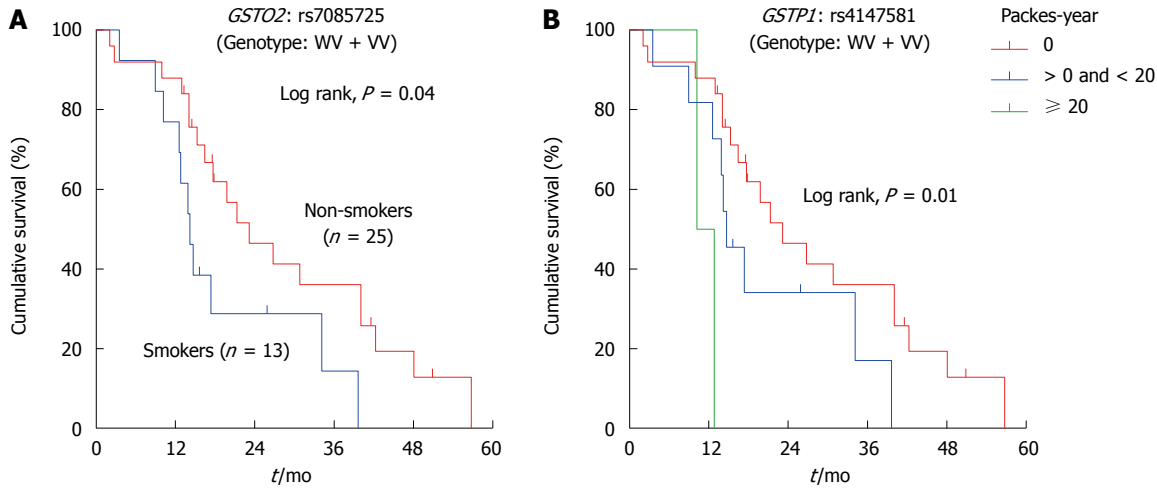 A
GSTO2: rs7085725
(Genotype: WV + VV)
Log rank, P = 0.04
Non-smokers
(n = 25)
Smokers (n = 13)
Cumulative survival (%)
100
80
60
40
20
0
0 12 24 36 48 60
t/mo
B
GSTP1: rs4147581
(Genotype: WV + VV)
Log rank, P = 0.01
Cumulative survival (%)
100
80
60
40
20
0
0 12 24 36 48 60
t/mo
Packes-year
0
> 0 and < 20
⩾ 20